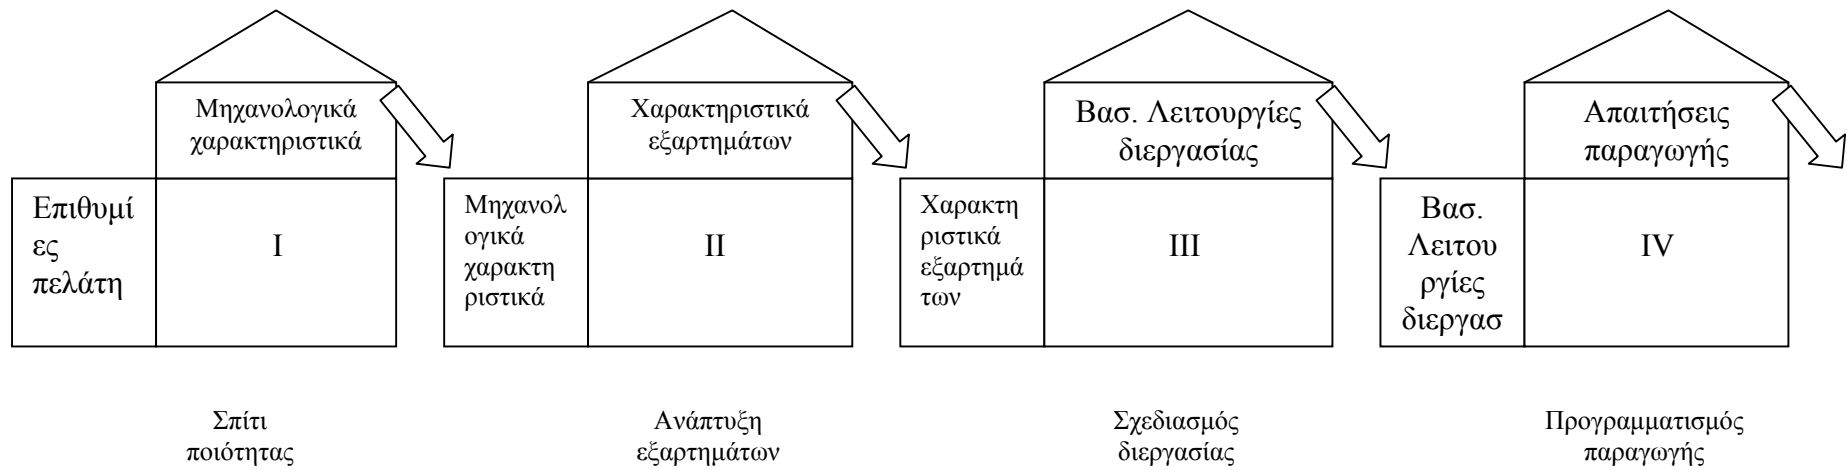 Μηχανολογικά
χαρακτηριστικά
Επιθυμί
ες
πελάτη
I
Σπίτι
ποιότητας
Χαρακτηριστικά
εξαρτημάτων
Μηχανολ
ογικά
χαρακτη
ριστικά
II
Ανάπτυξη
εξαρτημάτων
Βασ. Λειτουργίες
διεργασίας
Χαρακτη
ριστικά
εξαρτημά
των
III
Σχεδιασμός
διεργασίας
Απαιτήσεις
παραγωγής
Βασ.
Λειτου
ργίες
διεργασ
IV
Προγραμματισμός
παραγωγής